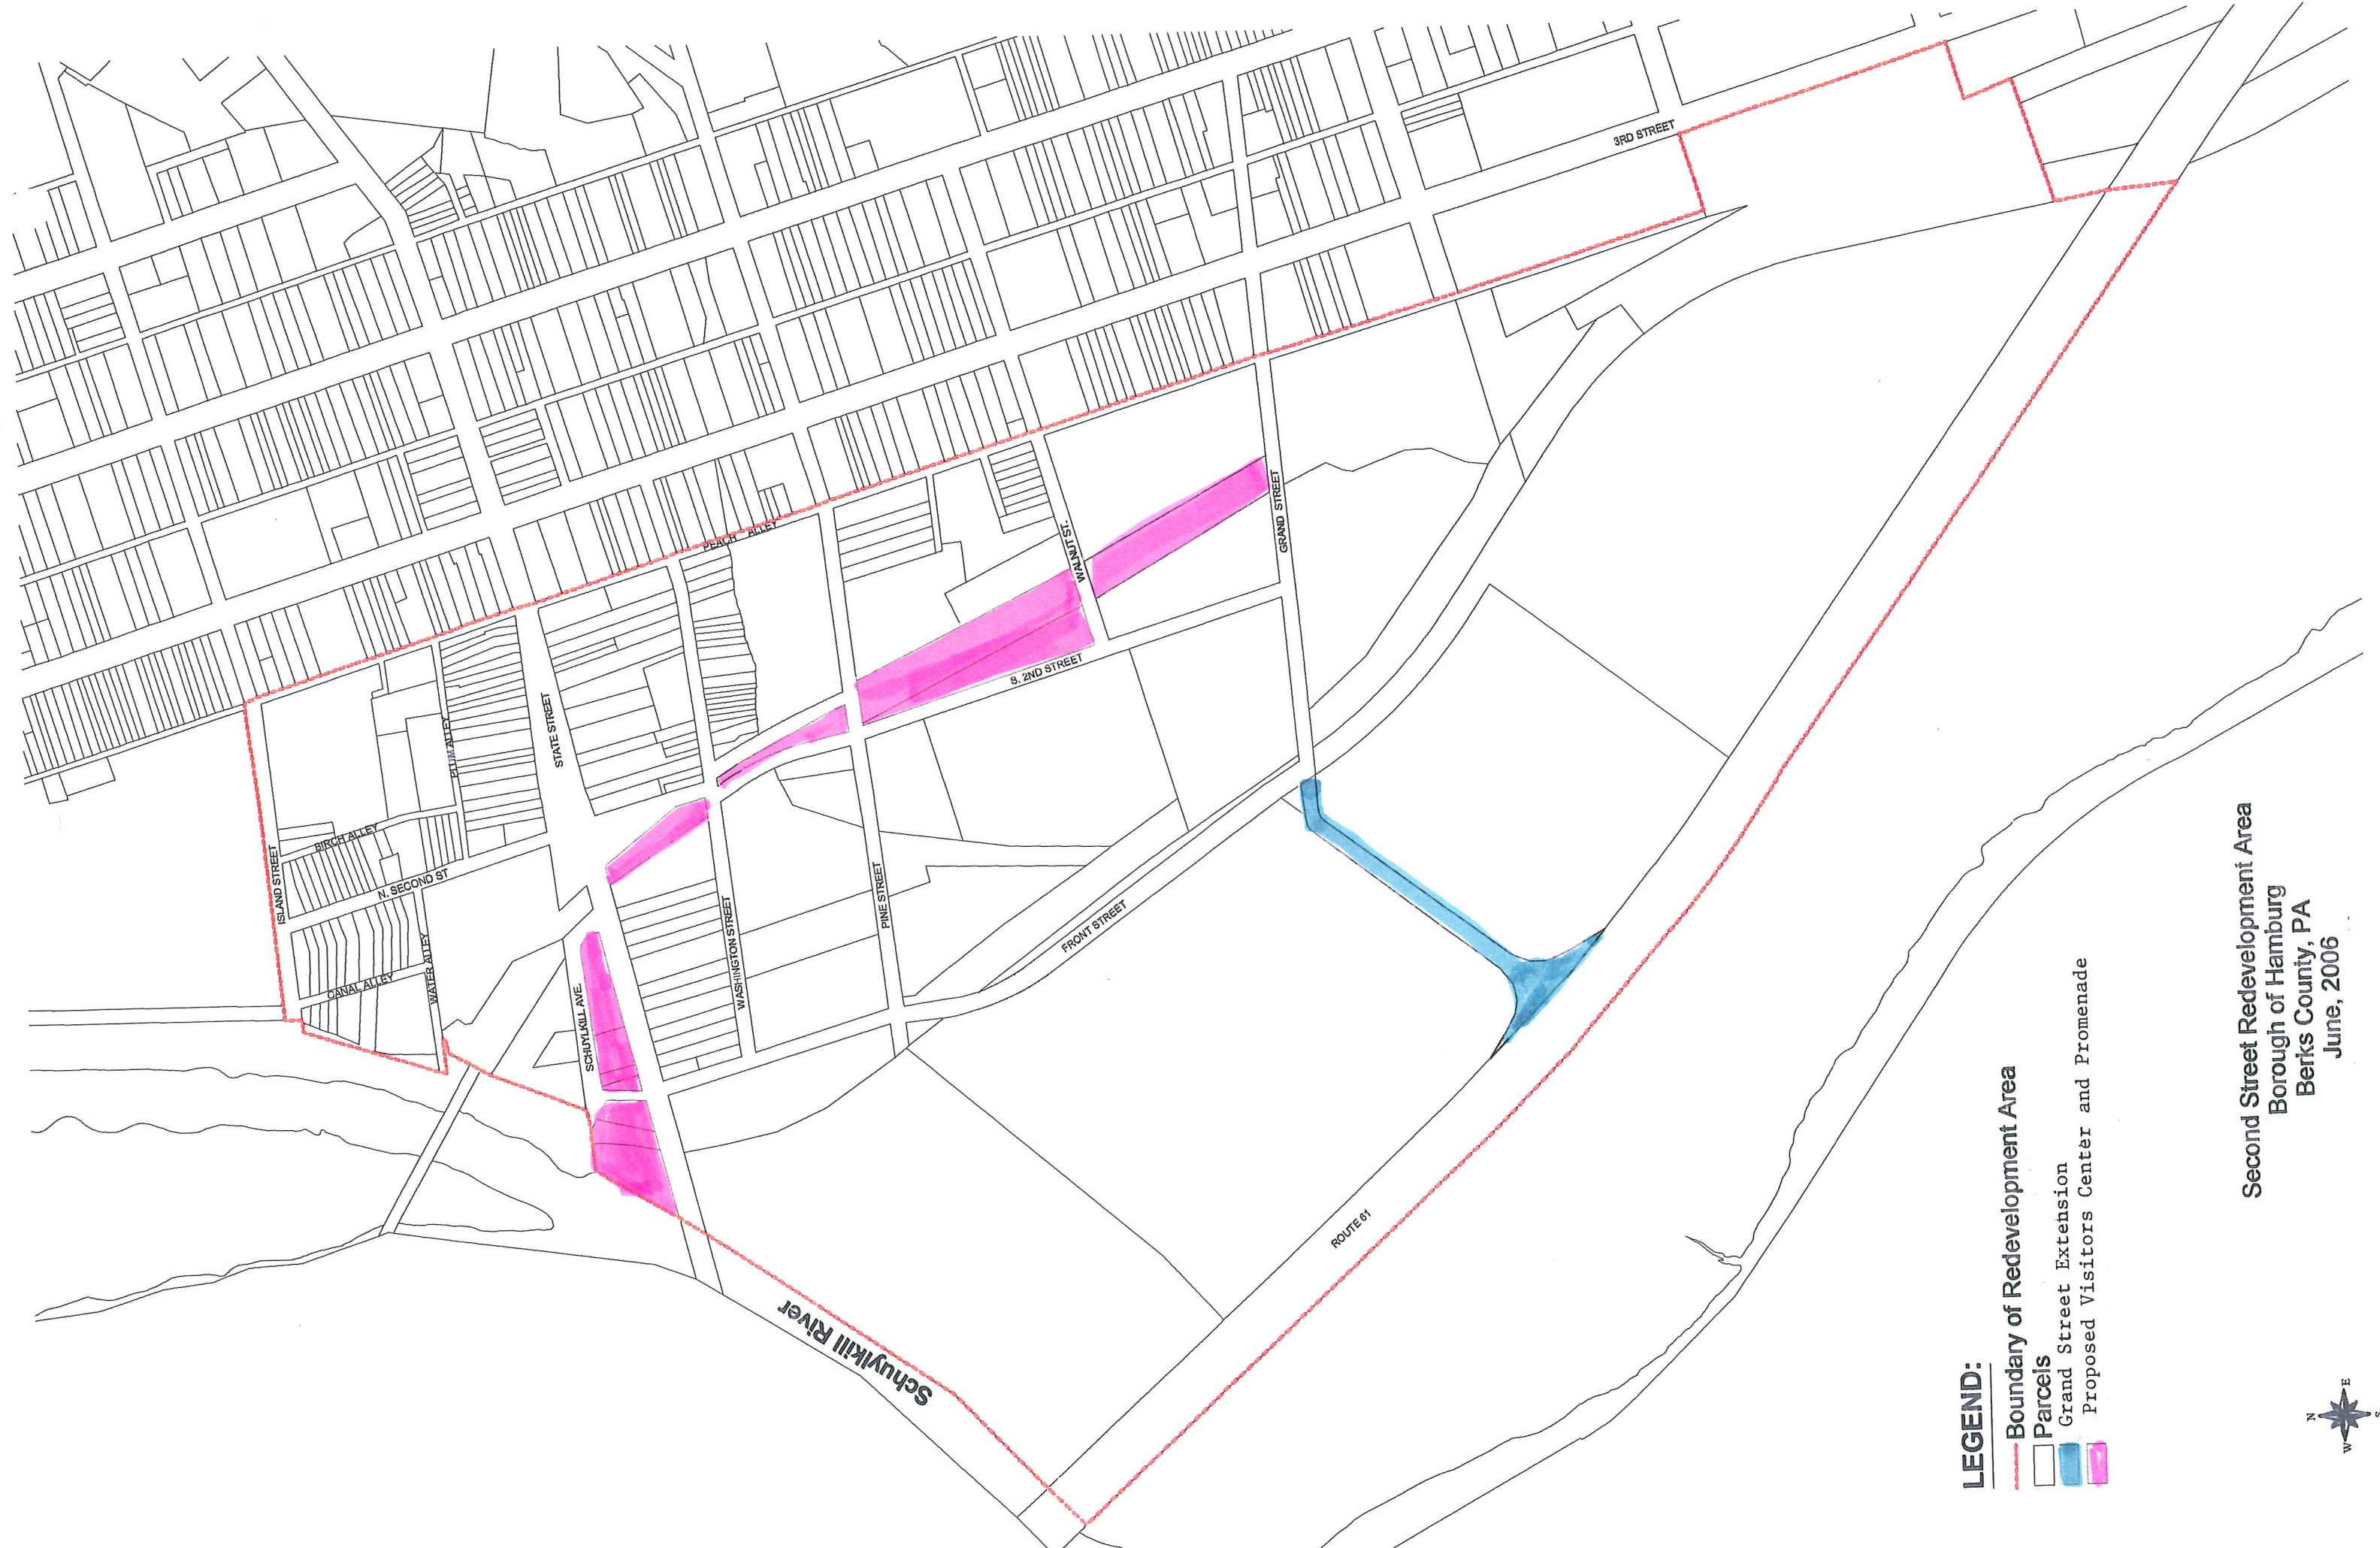 3RD STREET
PEACH ALLEY
GRAND STREET
WALNUT ST.
S. 2ND STREET
STATE STREET
PLUM ALLEY
BIRCH ALLEY
ISLAND STREET
N. SECOND ST
WATER ALLEY
CANAL ALLEY
PINE STREET
WASHINGTON STREET
FRONT STREET
SCHUYLKILL AVE.
ROUTE 61
Schuylkill River
LEGEND:
Boundary of Redevelopment Area
Parcels
Grand Street Extension
Proposed Visitors Center and Promenade
Second Street Redevelopment Area
Borough of Hamburg
Berks County, PA
June, 2006
N
W E
S